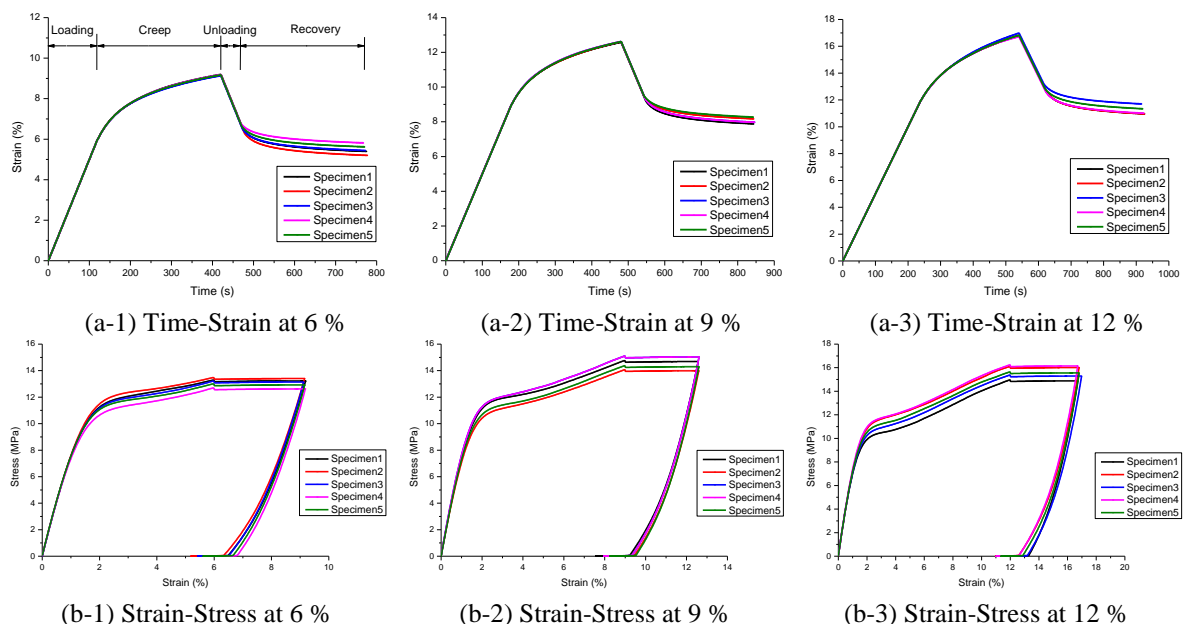 Loading Creep Unloading Recovery
12
10
8
6
4
2
0
Strain (%)
0 100 200 300 400 500 600 700 800
Time (s)
Specimen1
Specimen2
Specimen3
Specimen4
Specimen5
(a-1) Time-Strain at 6 %
14
12
10
8
6
4
2
0
Strain (%)
0 100 200 300 400 500 600 700 800 900
Time (s)
Specimen1
Specimen2
Specimen3
Specimen4
Specimen5
(a-2) Time-Strain at 9 %
18
16
14
12
10
8
6
4
2
0
Strain (%)
0 100 200 300 400 500 600 700 800 900 1000
Time (s)
Specimen1
Specimen2
Specimen3
Specimen4
Specimen5
(a-3) Time-Strain at 12 %
16
14
12
10
8
6
4
2
0
Stress (MPa)
0 2 4 6 8 10
Strain (%)
Specimen1
Specimen2
Specimen3
Specimen4
Specimen5
(b-1) Strain-Stress at 6 %
16
14
12
10
8
6
4
2
0
Stress (MPa)
0 2 4 6 8 10 12 14
Strain (%)
Specimen1
Specimen2
Specimen3
Specimen4
Specimen5
(b-2) Strain-Stress at 9 %
18
16
14
12
10
8
6
4
2
0
Stress (MPa)
0 2 4 6 8 10 12 14 16 18 20
Strain (%)
Specimen1
Specimen2
Specimen3
Specimen4
Specimen5
(b-3) Strain-Stress at 12 %